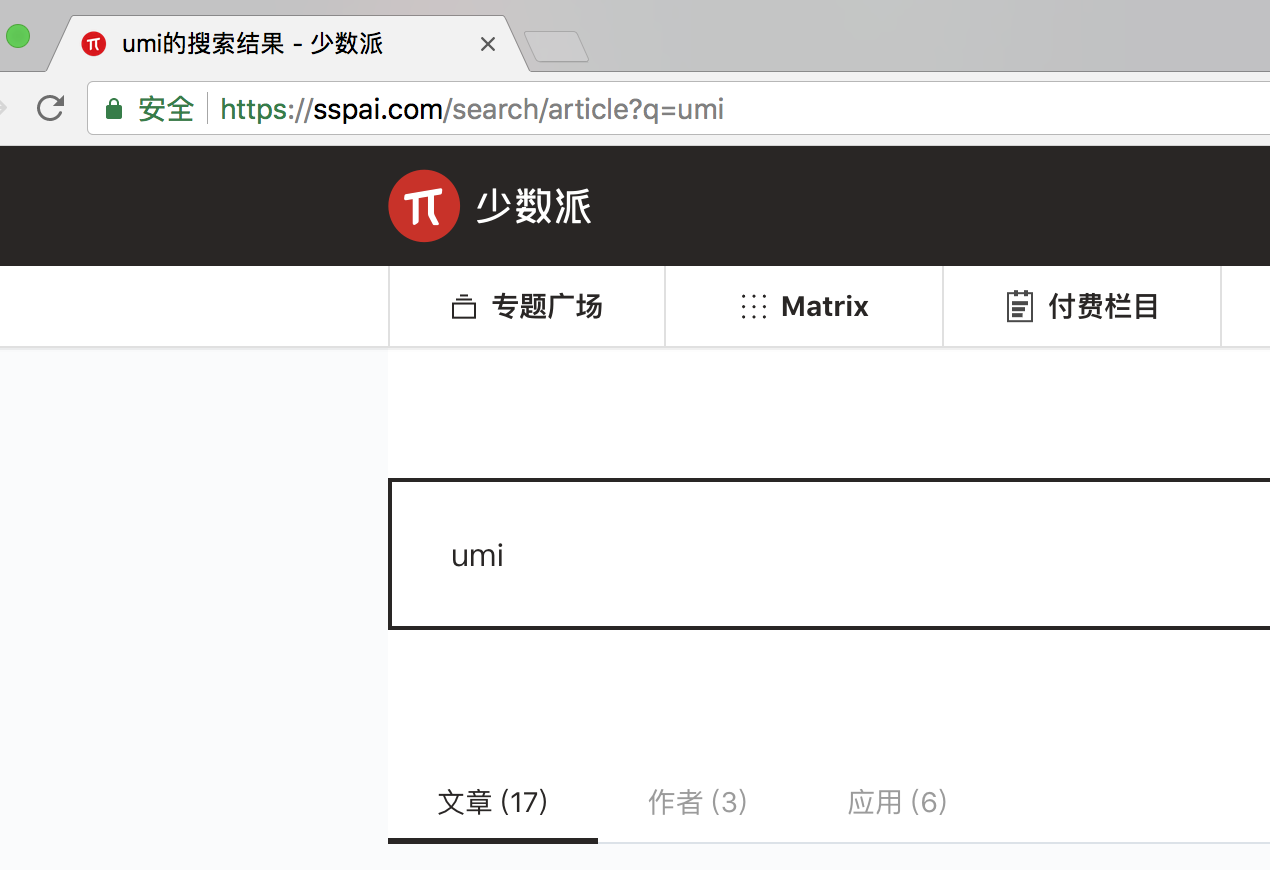 umi的搜索结果 - 少数派
安全 https://sspai.com/search/article?q=umi
少数派
专题广场 Matrix 付费栏目
umi
文章 (17) 作者 (3) 应用 (6)